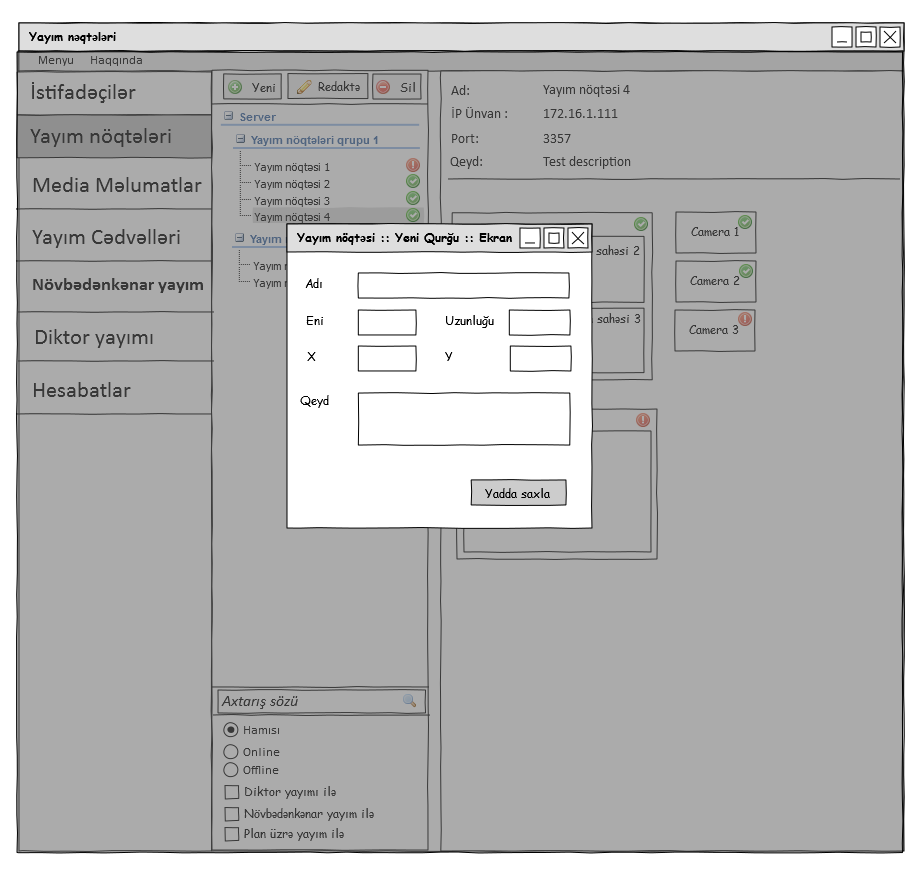 Yayım nəqtələri
Menyu Haqqında
İstifadəçilər
Yayım nöqtələri
Media Məlumatlar
Yayım Cədvəlləri
Növbədənkənar yayım
Diktor yayımı
Hesabatlar
Yeni Redaktə Sil
Server
Yayım nöqtələri qrupu 1
Yayım nöqtəsi 1
Yayım nöqtəsi 2
Yayım nöqtəsi 3
Yayım nöqtəsi 4
Yayım
Yayım
Yayım
Ad: Yayım nöqtəsi 4
İP Ünvan : 172.16.1.111
Port: 3357
Qeyd: Test description
sahəsi 2
sahəsi 3
Camera 1
Camera 2
Camera 3
Yayım nöqtəsi :: Yeni Qurğu :: Ekran
Adı
Eni Uzunluğu
X Y
Qeyd
Yadda saxla
Axtarış sözü
Hamısı
Online
Offline
Diktor yayımı ilə
Növbədənkənar yayım ilə
Plan üzrə yayım ilə